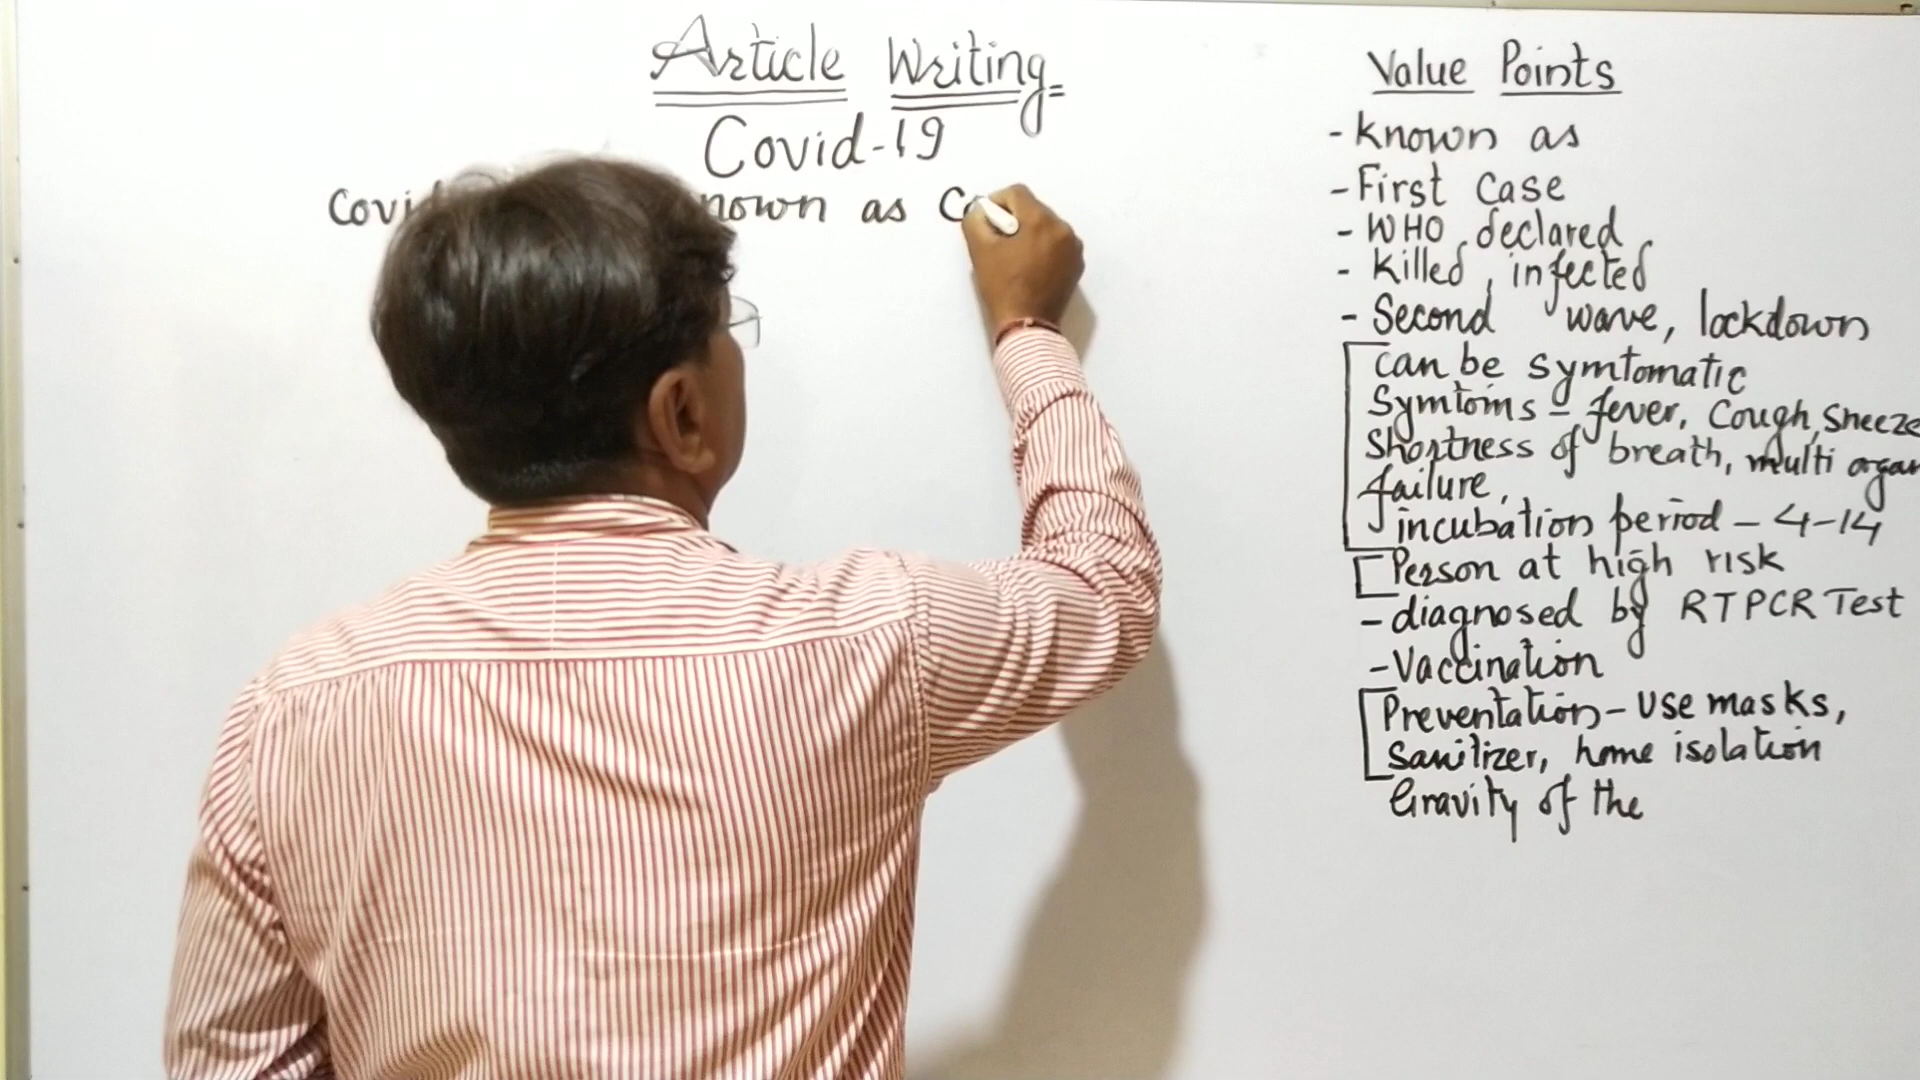 Article Writing
Covid-19
nown as
Value Points
- Known as
- First Case
- WHO declared
- Killed, infected
- Second wave, lockdown
can be symtomatic
Symtoms - fever, Cough, Sneeze
Shortness of breath, multi organ
failure,
incubation period - 4-14
Person at high risk
- diagnosed by RTPCR Test
- Vaccination
Preventation - Use masks,
Sanitizer, home isolation
Gravity of the